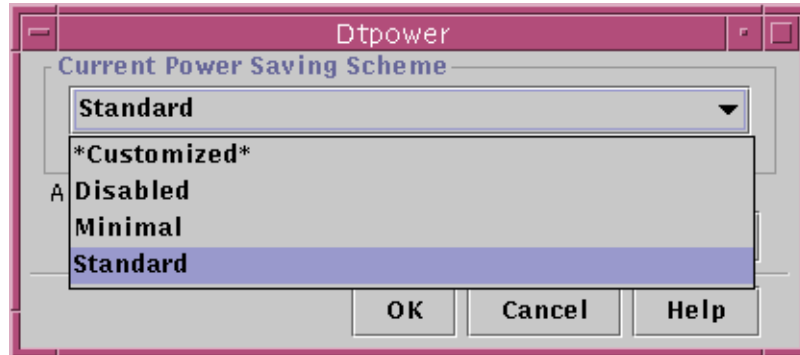 Dtpower
Current Power Saving Scheme
Standard
*Customized*
Disabled
A
Minimal
Standard
OK Cancel Help